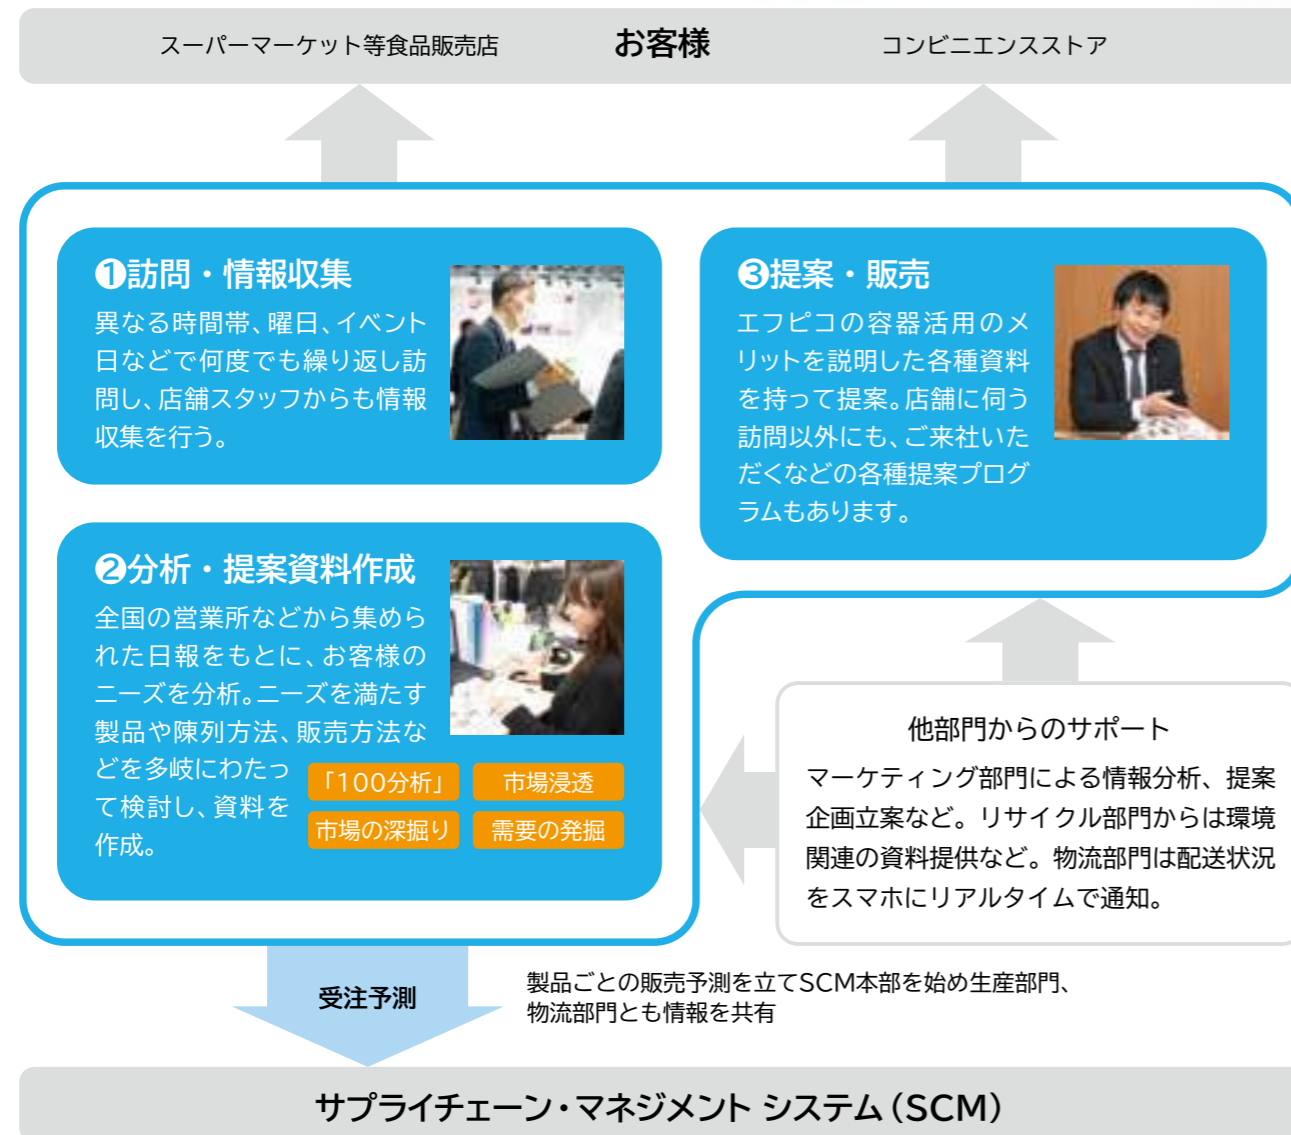 お客様
スーパーマーケット等食品販売店
コンビニエンスストア
❶訪問・情報収集
異なる時間帯、曜日、イベント
日などで何度でも繰り返し訪
問し、店舗スタッフからも情報
収集を行う。
❷分析・提案資料作成
全国の営業所などから集めら
れた日報をもとに、お客様の
ニーズを分析。ニーズを満たす
製品や陳列方法、販売方法な
どを多岐にわたっ
て検討し、資料を
作成。
「100分析」
市場浸透
市場の深掘り
需要の発掘
❸提案・販売
エフピコの容器活用のメ
リットを説明した各種資料
を持って提案。店舗に伺う
訪問以外にも、ご来社いた
だくなどの各種提案プログ
ラムもあります。
他部門からのサポート
マーケティング部門による情報分析、提案
企画立案など。リサイクル部門からは環境
関連の資料提供など。物流部門は配送状況
をスマホにリアルタイムで通知。
受注予測
製品ごとの販売予測を立てSCM本部を始め生産部門、
物流部門とも情報を共有
サプライチェーン・マネジメント システム（SCM）